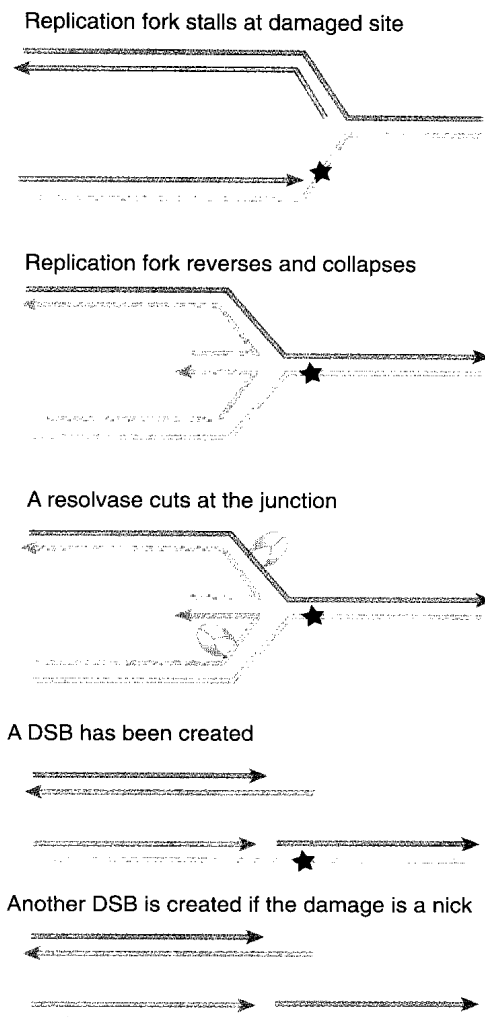 Replication fork stalls at damaged site
Replication fork reverses and collapses
A resolvase cuts at the junction
A DSB has been created
Another DSB is created if the damage is a nick